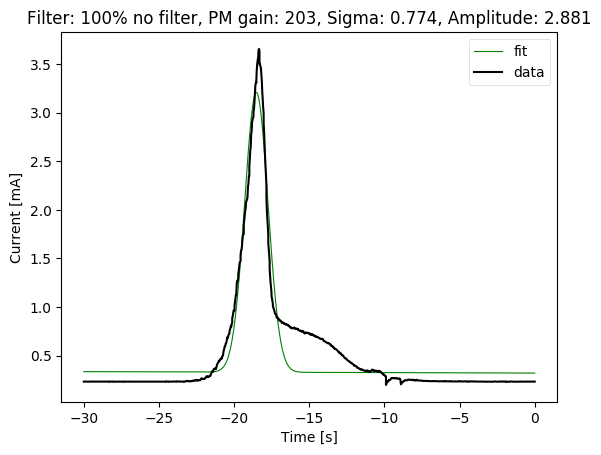 Filter: 100% no filter, PM gain: 203, Sigma: 0.774, Amplitude: 2.881
fit
data
3.5
3.0
2.5
2.0
1.5
1.0
0.5
Current [mA]
−30
−25
−20
−15
−10
−5
0
Time [s]